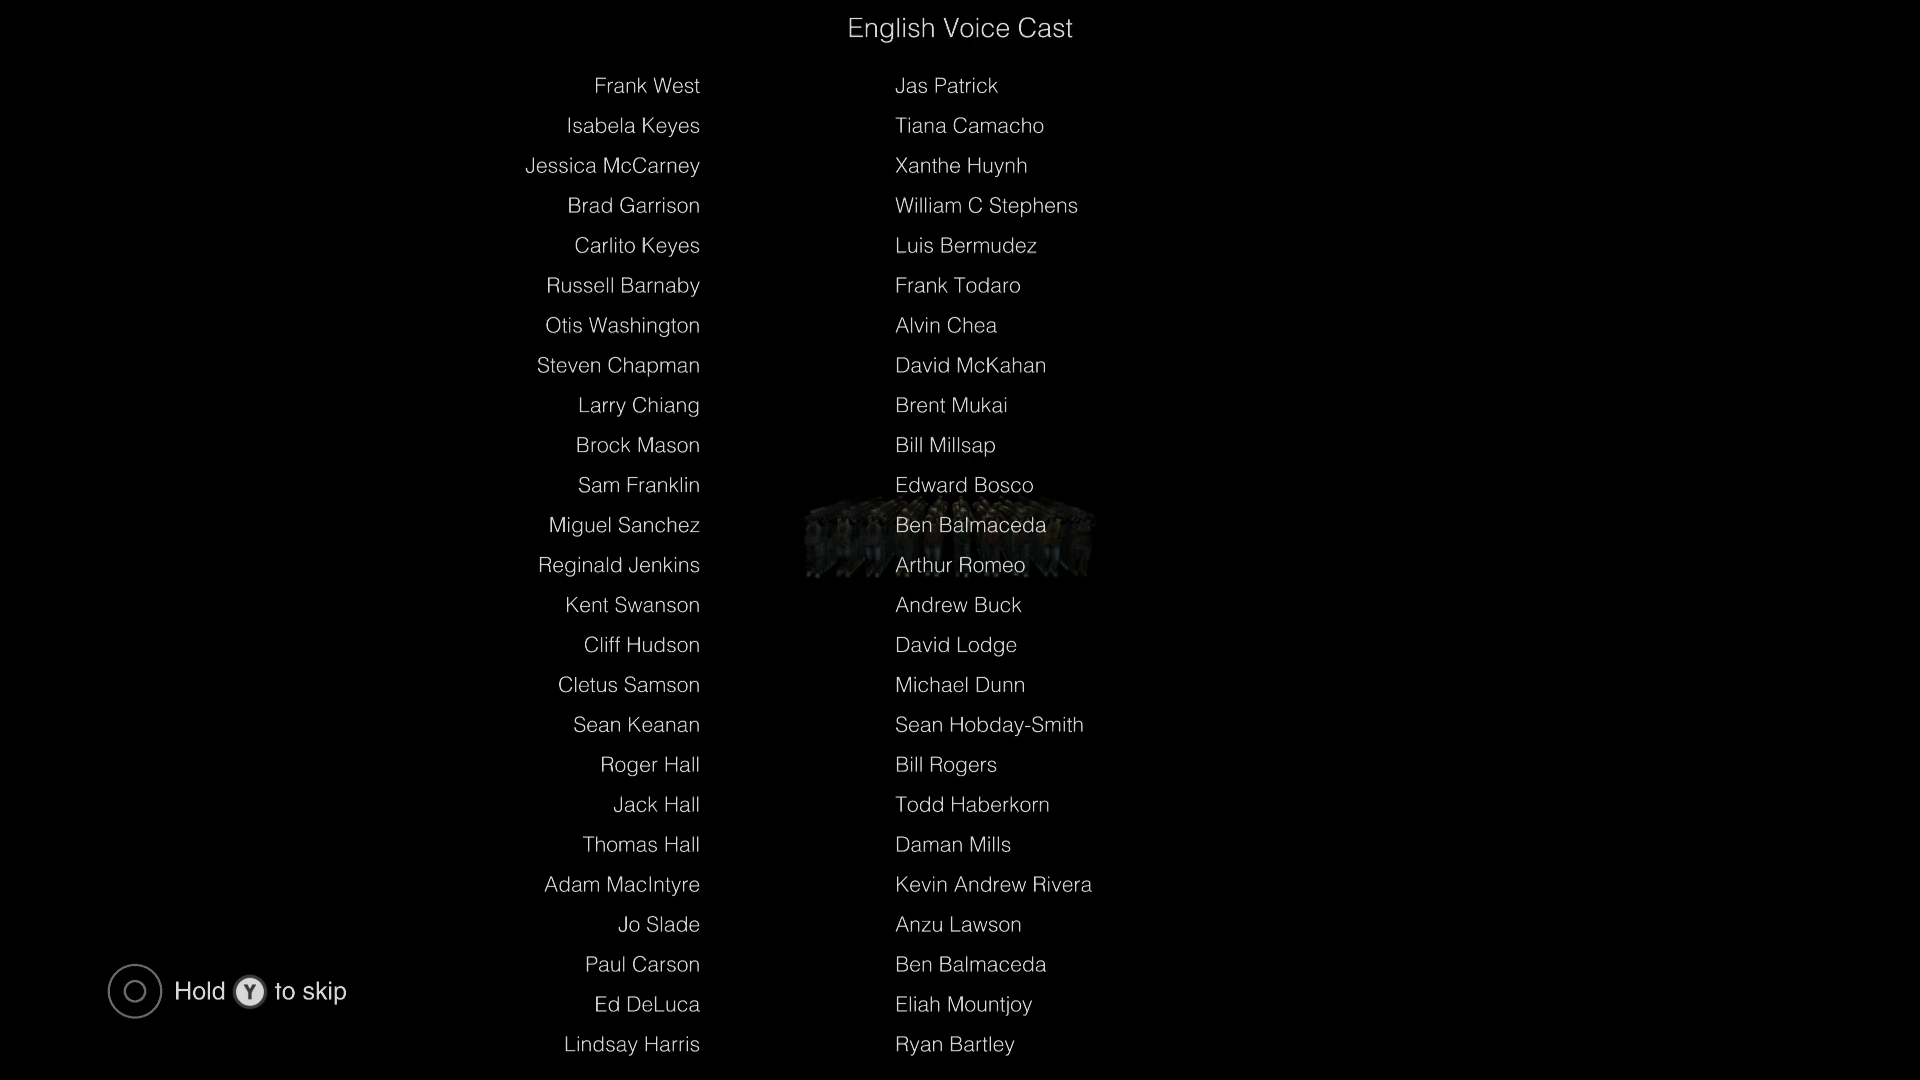 English Voice Cast
Frank West Jas Patrick
Isabela Keyes Tiana Camacho
Jessica McCarney Xanthe Huynh
Brad Garrison William C Stephens
Carlito Keyes Luis Bermudez
Russell Barnaby Frank Todaro
Otis Washington Alvin Chea
Steven Chapman David McKahan
Larry Chiang Brent Mukai
Brock Mason Bill Millsap
Sam Franklin Edward Bosco
Miguel Sanchez Ben Balmaceda
Reginald Jenkins Arthur Romeo
Kent Swanson Andrew Buck
Cliff Hudson David Lodge
Cletus Samson Michael Dunn
Sean Keanan Sean Hobday-Smith
Roger Hall Bill Rogers
Jack Hall Todd Haberkorn
Thomas Hall Daman Mills
Adam MacIntyre Kevin Andrew Rivera
Jo Slade Anzu Lawson
Paul Carson Ben Balmaceda
Ed DeLuca Eliah Mountjoy
Lindsay Harris Ryan Bartley
Hold Y to skip